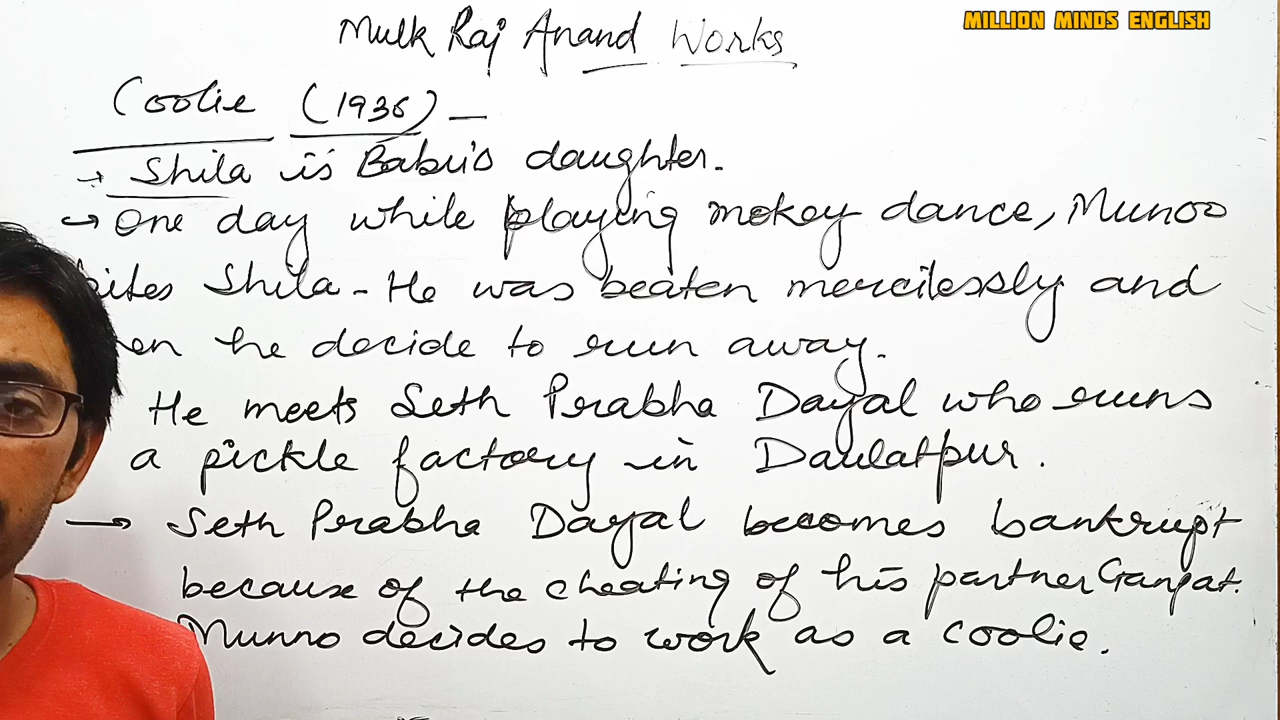 MILLION MINDS ENGLISH
Mulk Raj Anand Works
Coolie (1936) —
→ Shila is Babu's daughter.
→ One day while playing mokey dance, Munoo
bites Shila - He was beaten mercilessly and
he decide to run away.
He meets Seth Prabha Dayal who runs
a pickle factory in Daulatpur.
→ Seth Prabha Dayal becomes bankrupt
because of the cheating of his partner Ganpat.
Munno decides to work as a coolie.